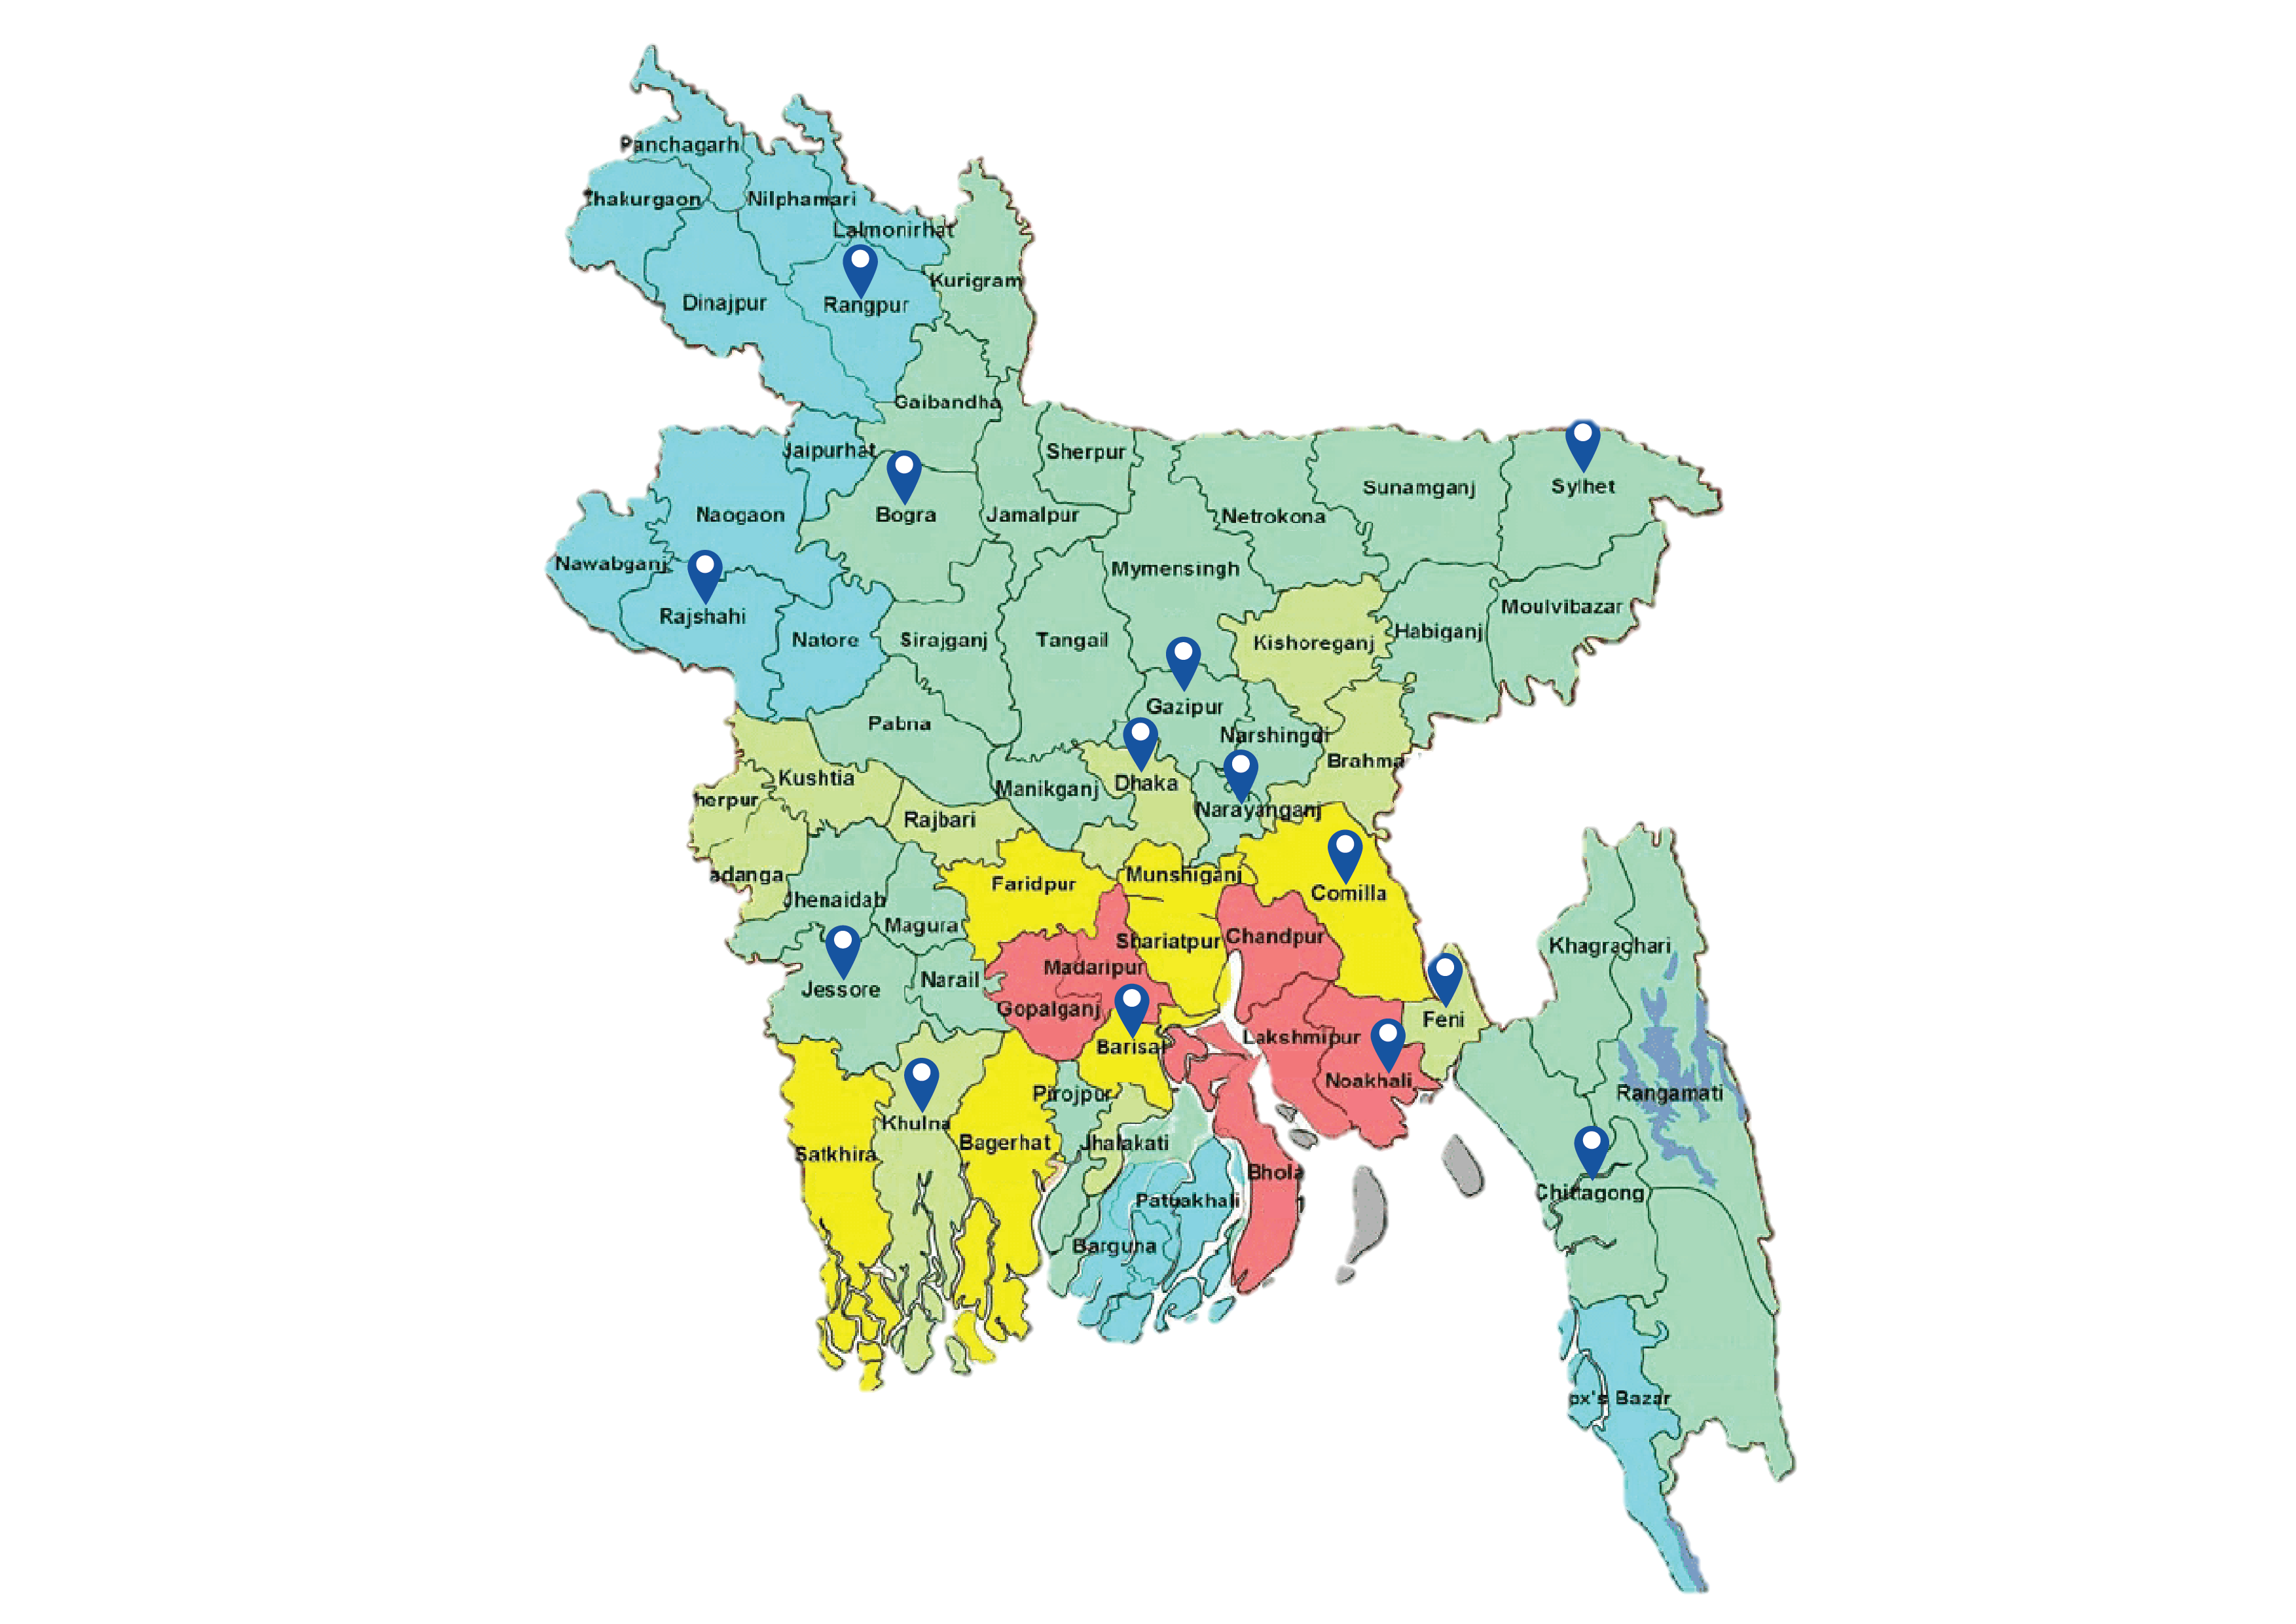 Panchagarh
Thakurgaon
Nilphamari
Lalmonirhat
Kurigram
Dinajpur
Rangpur
Gaibandha
Jaipurhat
Sherpur
Sunamganj
Sylhet
Naogaon
Bogra
Jamalpur
Netrokona
Nawabganj
Mymensingh
Rajshahi
Moulvibazar
Natore
Sirajganj
Tangail
Kishoreganj
Habiganj
Gazipur
Pabna
Narshingdi
Brahma
Kushtia
Manikganj
Dhaka
herpur
Rajbari
Narayanganj
adanga
Faridpur
Munshiganj
Comilla
Jhenaidah
Magura
Shariatpur
Chandpur
Khagraghari
Madaripur
Jessore
Narail
Gopalganj
Feni
Barisal
Lakshmipur
Noakhali
Pirojpur
Rangamati
Khulna
Satkhira
Bagerhat
Jhalakati
Bhola
Patuakhali
Chittagong
Barguna
ox's Bazar